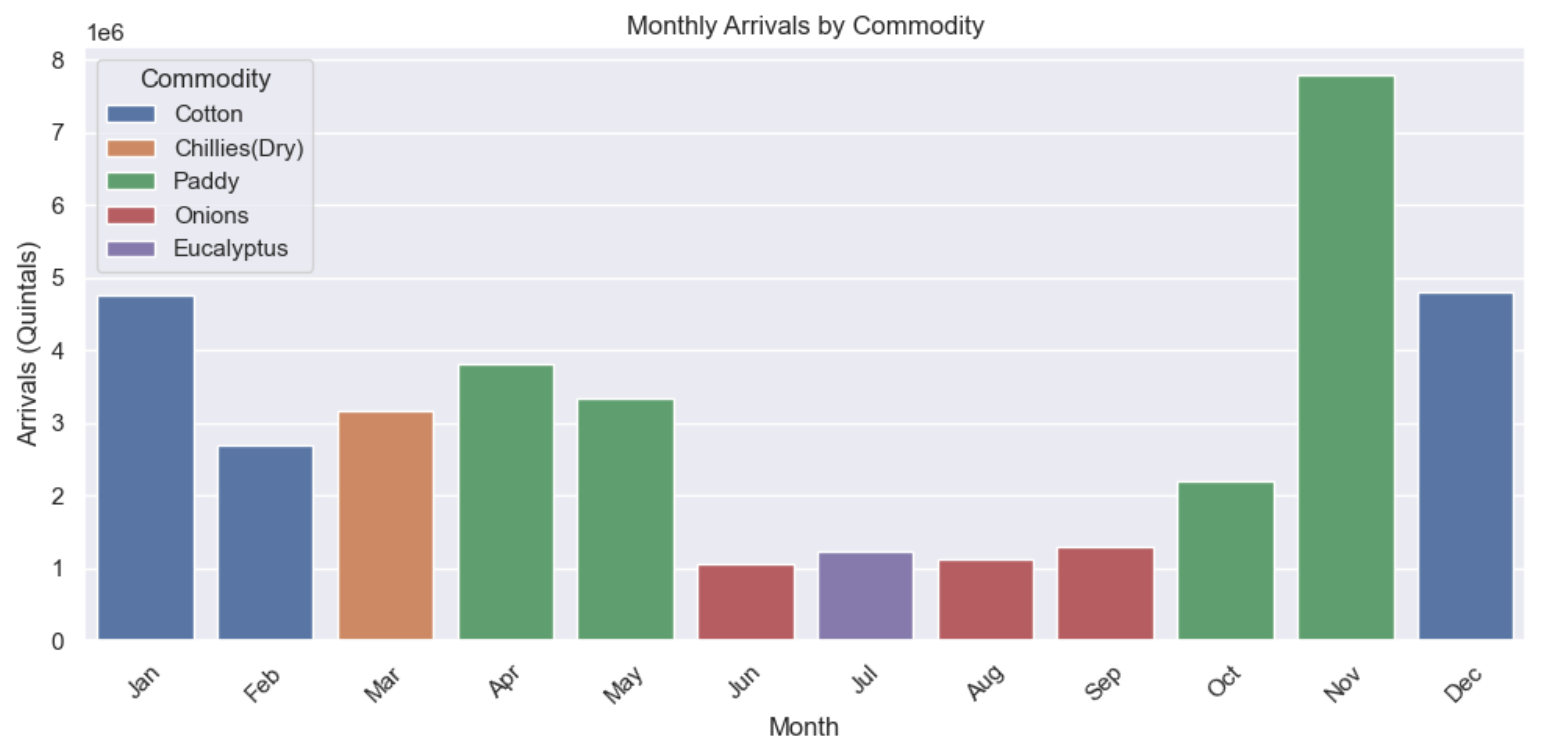 Monthly Arrivals by Commodity
1e6
8
7
6
5
4
3
2
1
0
Arrivals (Quintals)
Commodity
Cotton
Chillies(Dry)
Paddy
Onions
Eucalyptus
Jan
Feb
Mar
Apr
May
Jun
Jul
Aug
Sep
Oct
Nov
Dec
Month